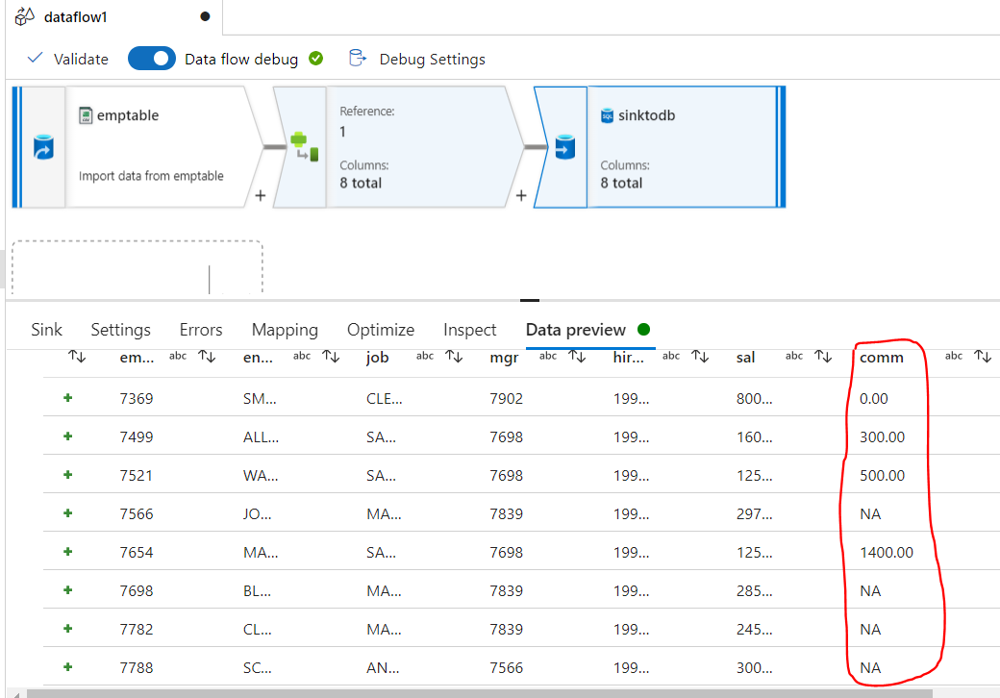 dataflow1
Validate Data flow debug Debug Settings
emptable
Import data from emptable
+
Reference:
1
Columns:
8 total
+
sinktodb
Columns:
8 total
Sink Settings Errors Mapping Optimize Inspect Data preview
em... abc en... abc job abc mgr abc hir... abc sal abc comm abc
7369 SM... CLE... 7902 199... 800... 0.00
7499 ALL... SA... 7698 199... 160... 300.00
7521 WA... SA... 7698 199... 125... 500.00
7566 JO... MA... 7839 199... 297... NA
7654 MA... SA... 7698 199... 125... 1400.00
7698 BL... MA... 7839 199... 285... NA
7782 CL... MA... 7839 199... 245... NA
7788 SC... AN... 7566 199... 300... NA